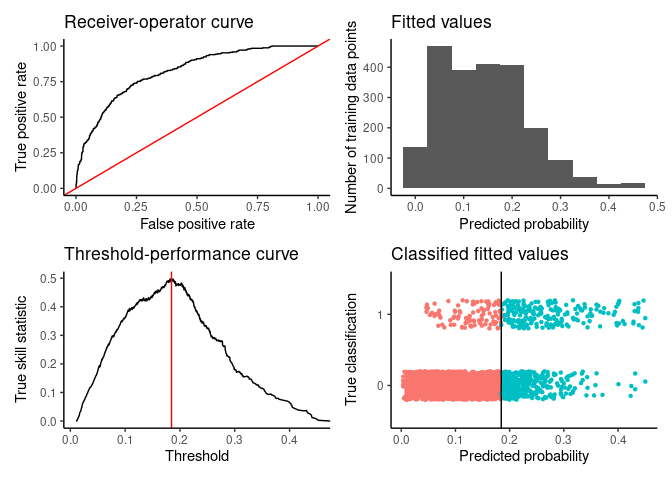 Receiver-operator curve
1.00
0.75
0.50
0.25
0.00
True positive rate
0.00 0.25 0.50 0.75 1.00
False positive rate
Fitted values
400
300
200
100
0
Number of training data points
0.0 0.1 0.2 0.3 0.4 0.5
Predicted probability
Threshold-performance curve
0.5
0.4
0.3
0.2
0.1
0.0
True skill statistic
0.0 0.1 0.2 0.3 0.4
Threshold
Classified fitted values
1
0
True classification
0.0 0.1 0.2 0.3 0.4
Predicted probability